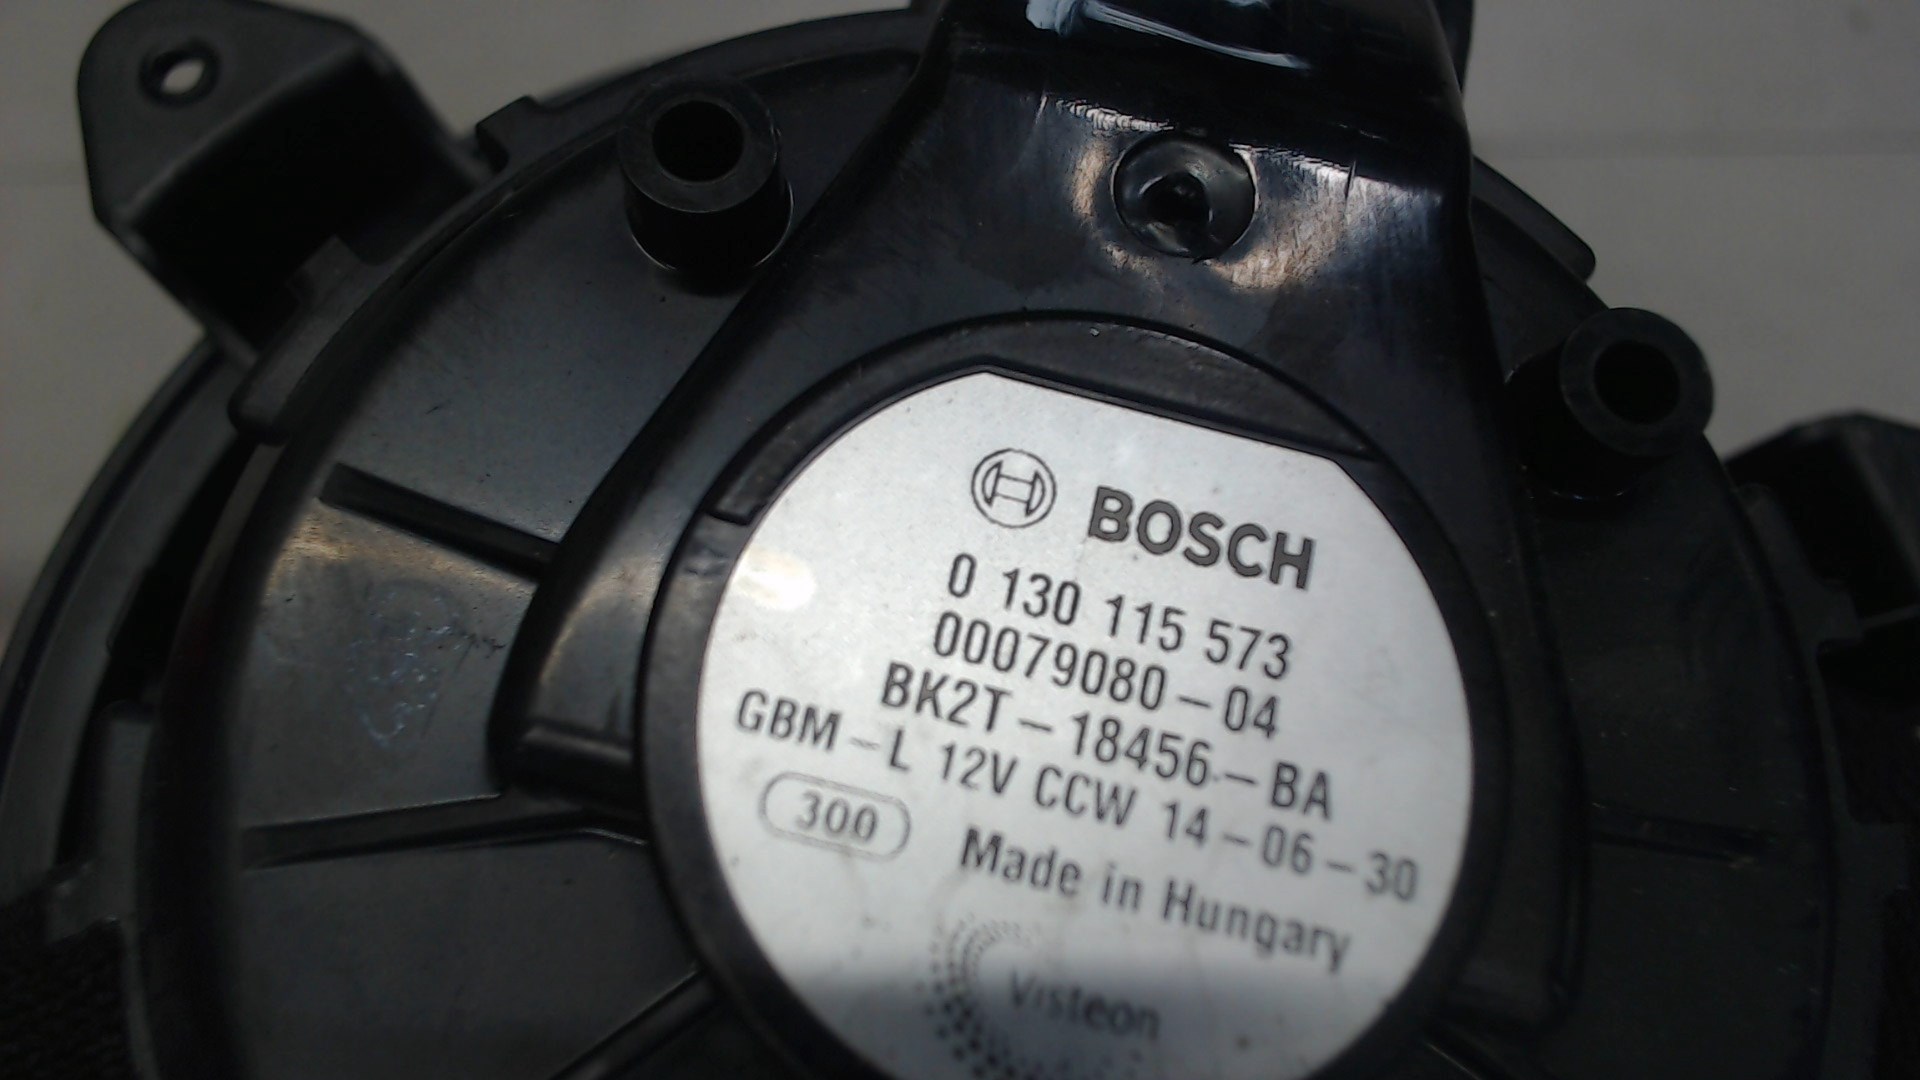 BOSCH
0 130 115 573
00079080-04
BK2T-18456-BA
GBM-L 12V CCW 14-06-30
300 Made in Hungary
Visteon